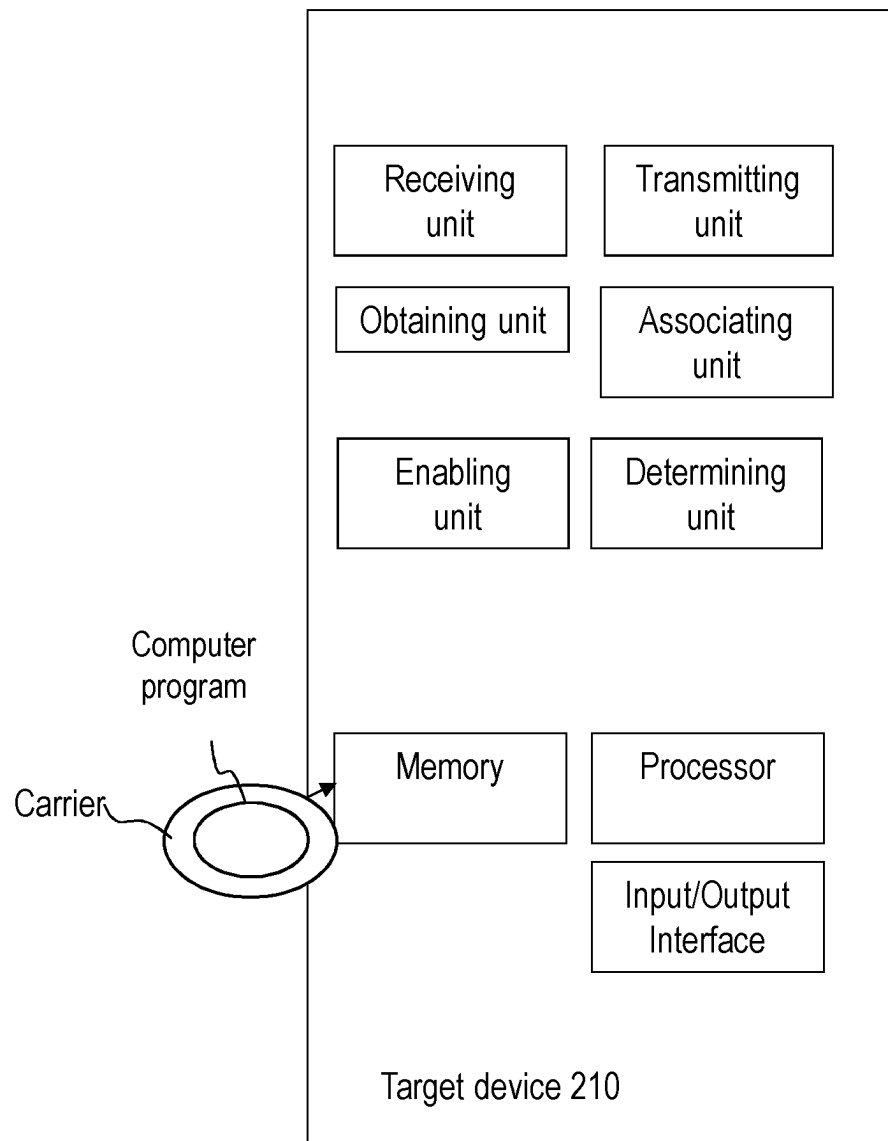 Receiving
unit
Transmitting
unit
Obtaining unit
Associating
unit
Enabling
unit
Determining
unit
Computer
program
Carrier
Memory
Processor
Input/Output
Interface
Target device 210